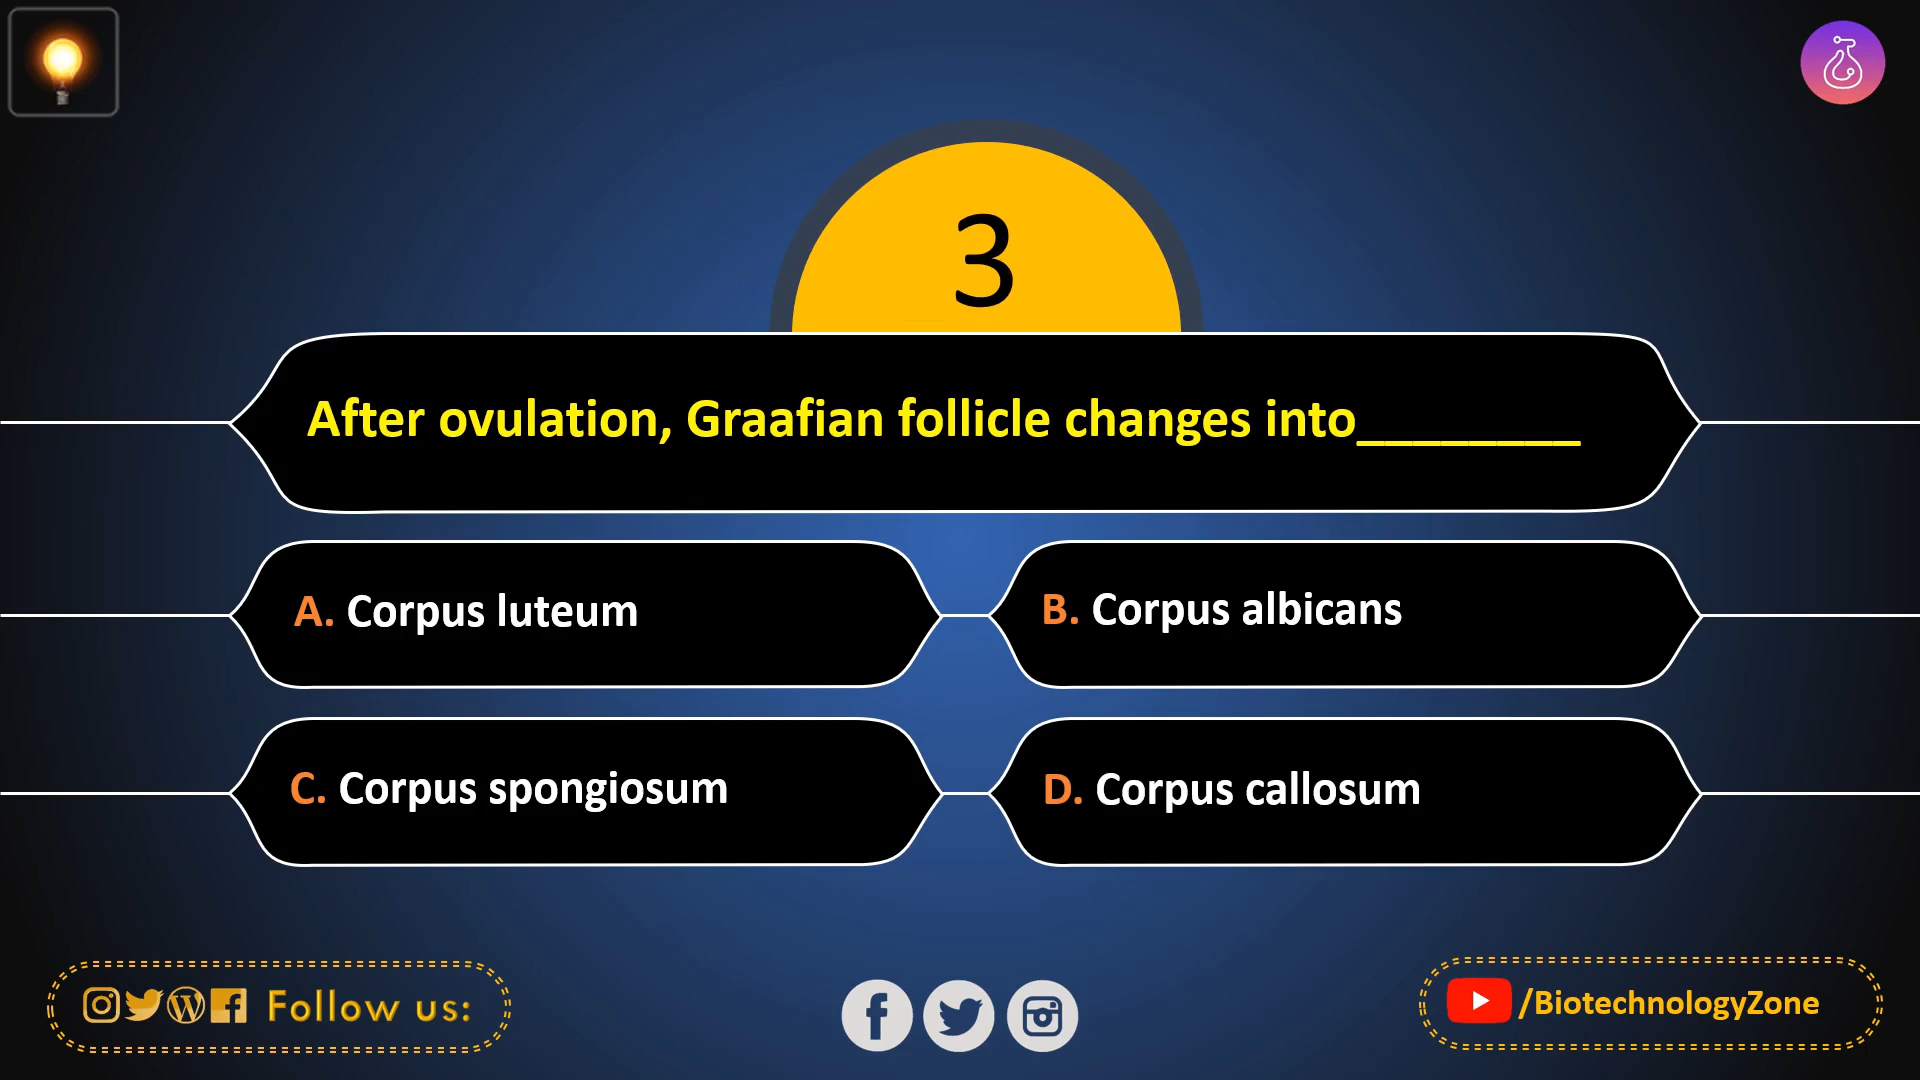 3
After ovulation, Graafian follicle changes into________
A. Corpus luteum
B. Corpus albicans
C. Corpus spongiosum
D. Corpus callosum
Follow us:
/BiotechnologyZone